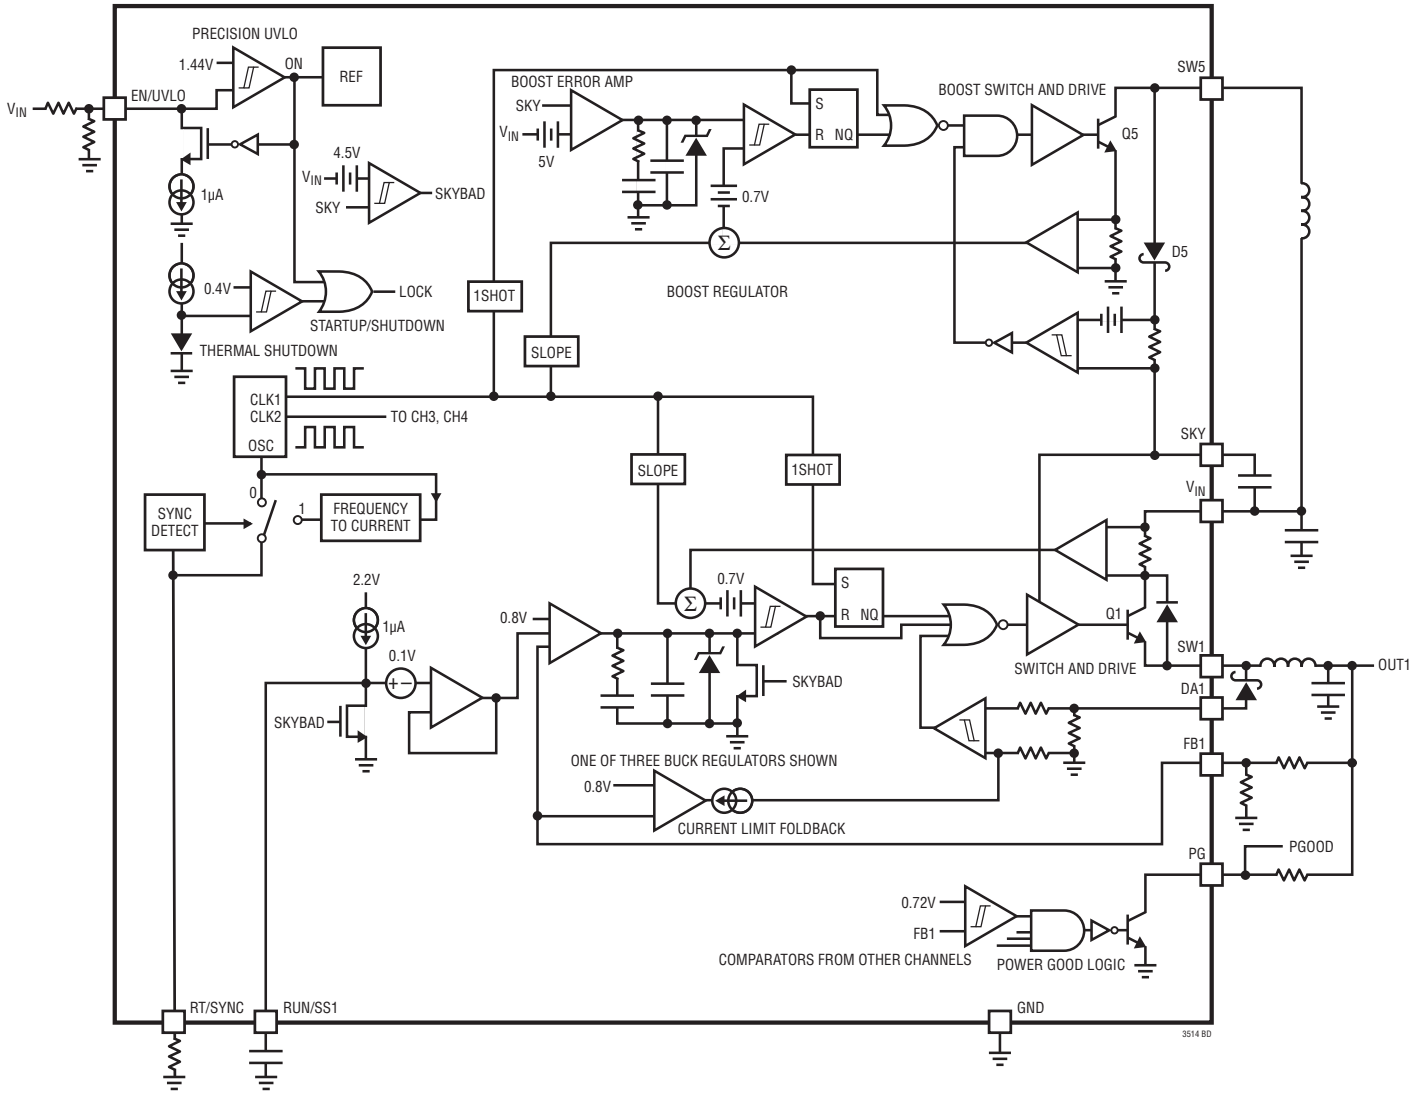 PRECISION UVLO
1.44V
ON
REF
VIN
EN/UVLO
1µA
4.5V
VIN
SKY
SKYBAD
0.4V
LOCK
STARTUP/SHUTDOWN
THERMAL SHUTDOWN
BOOST ERROR AMP
SKY
VIN
5V
S
R NQ
0.7V
Σ
BOOST SWITCH AND DRIVE
Q5
SW5
D5
BOOST REGULATOR
1SHOT
SLOPE
CLK1
CLK2
OSC
TO CH3, CH4
SYNC
DETECT
0
1
FREQUENCY
TO CURRENT
SLOPE
1SHOT
SKY
VIN
2.2V
1µA
0.1V
+ −
SKYBAD
0.8V
Σ
0.7V
S
R NQ
SKYBAD
Q1
SWITCH AND DRIVE
SW1
OUT1
DA1
FB1
ONE OF THREE BUCK REGULATORS SHOWN
0.8V
CURRENT LIMIT FOLDBACK
PG
PGOOD
0.72V
FB1
COMPARATORS FROM OTHER CHANNELS
POWER GOOD LOGIC
RT/SYNC
RUN/SS1
GND
3514 BD